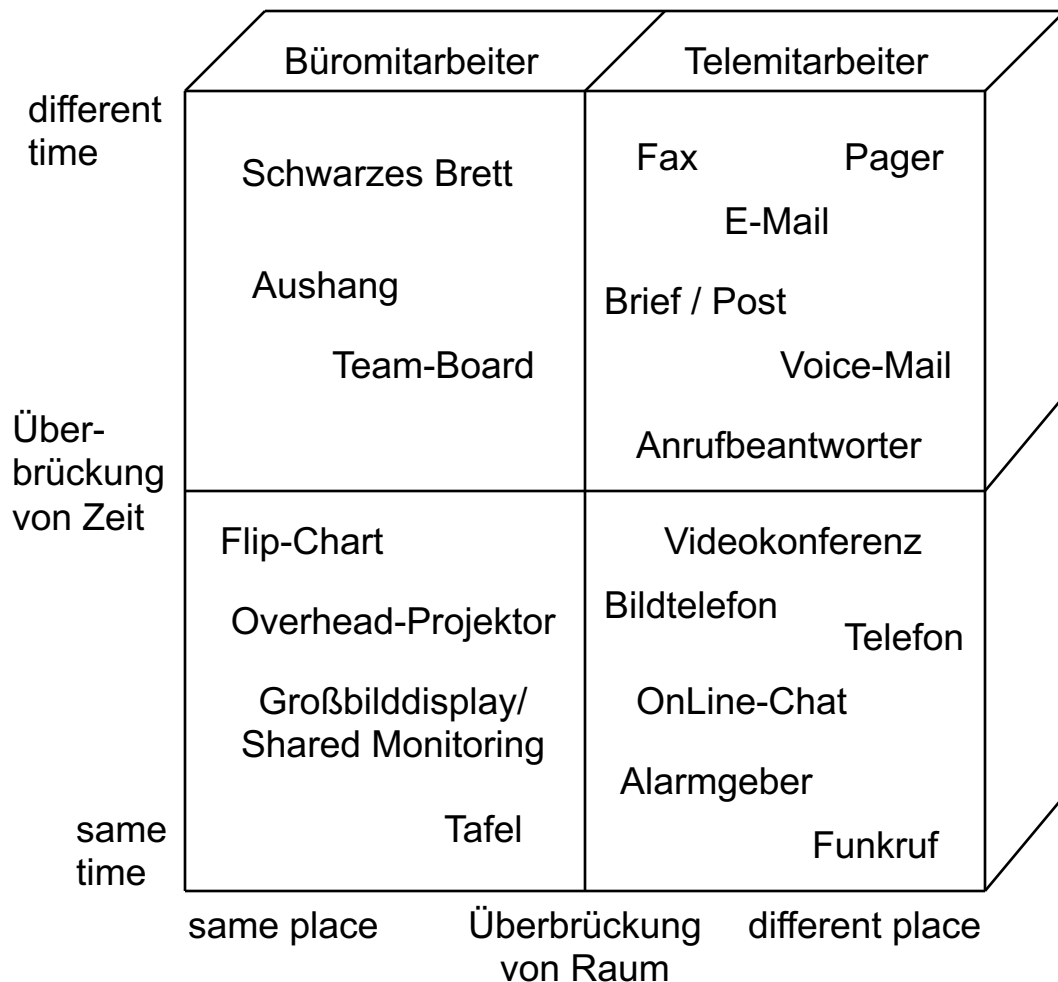 Büromitarbeiter
Telemitarbeiter
different
time
Schwarzes Brett
Aushang
Team-Board
Fax
Pager
E-Mail
Brief / Post
Voice-Mail
Anrufbeantworter
Über-
brückung
von Zeit
Flip-Chart
Overhead-Projektor
Großbilddisplay/
Shared Monitoring
Tafel
Videokonferenz
Bildtelefon
Telefon
OnLine-Chat
Alarmgeber
Funkruf
same
time
same place
Überbrückung
von Raum
different place